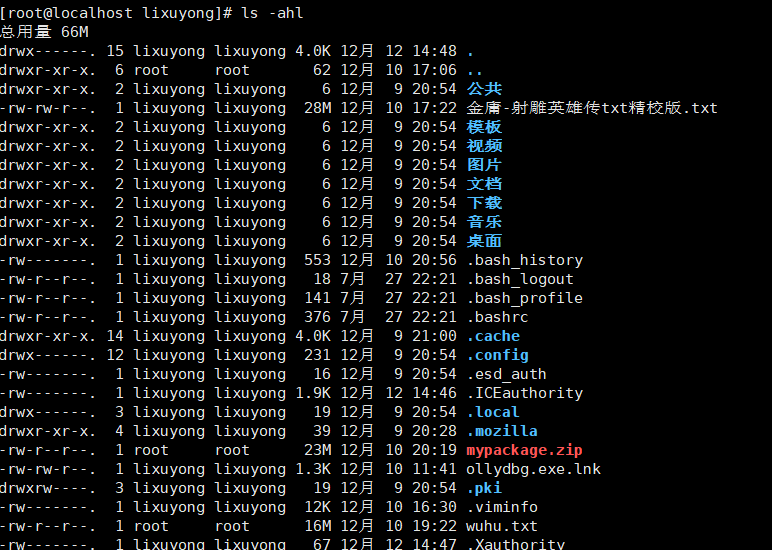 [root@localhost lixuyong]# ls -ahl
总用量 66M
drwx------. 15 lixuyong lixuyong 4.0K 12月 12 14:48 .
drwxr-xr-x.  6 root     root       62 12月 10 17:06 ..
drwxr-xr-x.  2 lixuyong lixuyong    6 12月  9 20:54 公共
-rw-rw-r--.  1 lixuyong lixuyong  28M 12月 10 17:22 金庸-射雕英雄传txt精校版.txt
drwxr-xr-x.  2 lixuyong lixuyong    6 12月  9 20:54 模板
drwxr-xr-x.  2 lixuyong lixuyong    6 12月  9 20:54 视频
drwxr-xr-x.  2 lixuyong lixuyong    6 12月  9 20:54 图片
drwxr-xr-x.  2 lixuyong lixuyong    6 12月  9 20:54 文档
drwxr-xr-x.  2 lixuyong lixuyong    6 12月  9 20:54 下载
drwxr-xr-x.  2 lixuyong lixuyong    6 12月  9 20:54 音乐
drwxr-xr-x.  2 lixuyong lixuyong    6 12月  9 20:54 桌面
-rw-------.  1 lixuyong lixuyong  553 12月 10 20:56 .bash_history
-rw-r--r--.  1 lixuyong lixuyong   18 7月  27 22:21 .bash_logout
-rw-r--r--.  1 lixuyong lixuyong  141 7月  27 22:21 .bash_profile
-rw-r--r--.  1 lixuyong lixuyong  376 7月  27 22:21 .bashrc
drwxr-xr-x. 14 lixuyong lixuyong 4.0K 12月  9 21:00 .cache
drwx------. 12 lixuyong lixuyong  231 12月  9 20:54 .config
-rw-------.  1 lixuyong lixuyong   16 12月  9 20:54 .esd_auth
-rw-------.  1 lixuyong lixuyong 1.9K 12月 12 14:46 .ICEauthority
drwx------.  3 lixuyong lixuyong   19 12月  9 20:54 .local
drwxr-xr-x.  4 lixuyong lixuyong   39 12月  9 20:28 .mozilla
-rw-r--r--.  1 root     root      23M 12月 10 20:19 mypackage.zip
-rw-rw-r--.  1 lixuyong lixuyong 1.3K 12月 10 11:41 ollydbg.exe.lnk
drwxrw----.  3 lixuyong lixuyong   19 12月  9 20:54 .pki
-rw-------.  1 lixuyong lixuyong  12K 12月 10 16:30 .viminfo
-rw-r--r--.  1 root     root      16M 12月 10 19:22 wuhu.txt
-rw-------.  1 lixuyong lixuyong   67 12月 12 14:47 .Xauthority